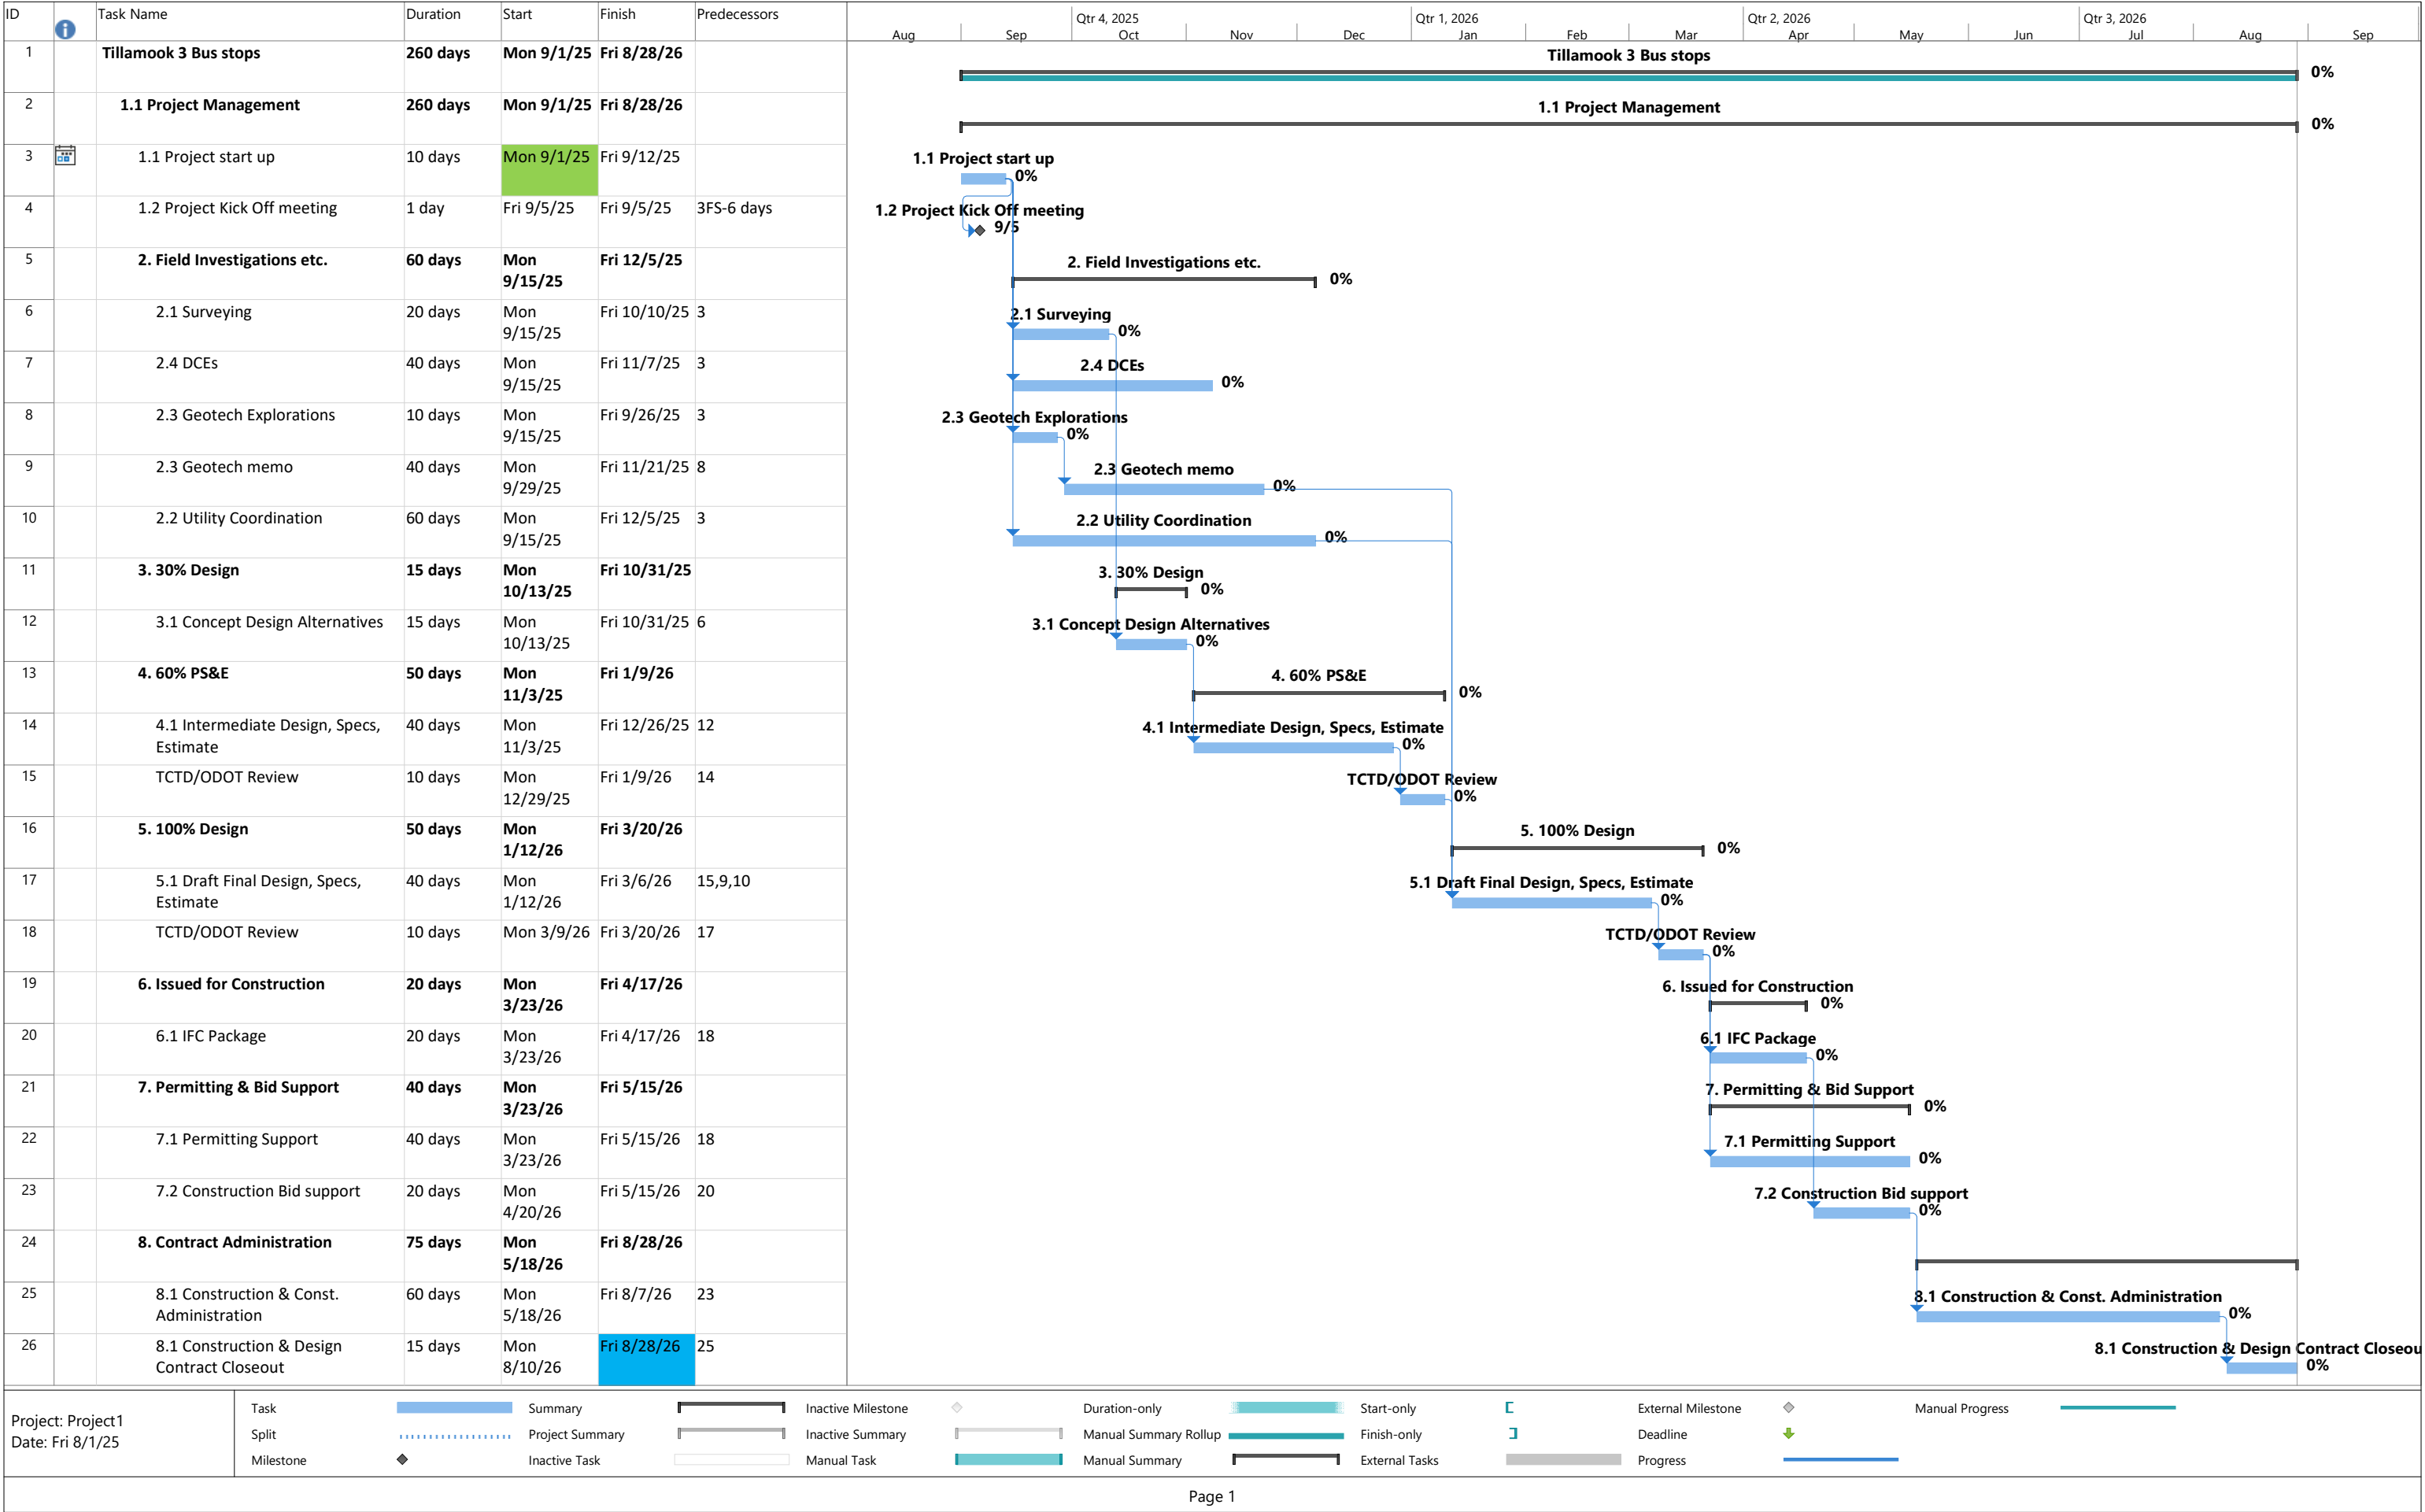 ID Task Name Duration Start Finish Predecessors
Qtr 4, 2025 Qtr 1, 2026 Qtr 2, 2026 Qtr 3, 2026
Aug Sep Oct Nov Dec Jan Feb Mar Apr May Jun Jul Aug Sep
1 Tillamook 3 Bus stops 260 days Mon 9/1/25 Fri 8/28/26
Tillamook 3 Bus stops
0%
2 1.1 Project Management 260 days Mon 9/1/25 Fri 8/28/26
1.1 Project Management
0%
3 1.1 Project start up 10 days Mon 9/1/25 Fri 9/12/25
1.1 Project start up
0%
4 1.2 Project Kick Off meeting 1 day Fri 9/5/25 Fri 9/5/25 3FS-6 days
1.2 Project Kick Off meeting
9/5
5 2. Field Investigations etc. 60 days Mon Fri 12/5/25
9/15/25
2. Field Investigations etc.
0%
6 2.1 Surveying 20 days Mon Fri 10/10/25 3
9/15/25
2.1 Surveying
0%
7 2.4 DCEs 40 days Mon Fri 11/7/25 3
9/15/25
2.4 DCEs
0%
8 2.3 Geotech Explorations 10 days Mon Fri 9/26/25 3
9/15/25
2.3 Geotech Explorations
0%
9 2.3 Geotech memo 40 days Mon Fri 11/21/25 8
9/29/25
2.3 Geotech memo
0%
10 2.2 Utility Coordination 60 days Mon Fri 12/5/25 3
9/15/25
2.2 Utility Coordination
0%
11 3. 30% Design 15 days Mon Fri 10/31/25
10/13/25
3. 30% Design
0%
12 3.1 Concept Design Alternatives 15 days Mon Fri 10/31/25 6
10/13/25
3.1 Concept Design Alternatives
0%
13 4. 60% PS&E 50 days Mon Fri 1/9/26
11/3/25
4. 60% PS&E
0%
14 4.1 Intermediate Design, Specs, 40 days Mon Fri 12/26/25 12
Estimate 11/3/25
4.1 Intermediate Design, Specs, Estimate
0%
15 TCTD/ODOT Review 10 days Mon Fri 1/9/26 14
12/29/25
TCTD/ODOT Review
0%
16 5. 100% Design 50 days Mon Fri 3/20/26
1/12/26
5. 100% Design
0%
17 5.1 Draft Final Design, Specs, 40 days Mon Fri 3/6/26 15,9,10
Estimate 1/12/26
5.1 Draft Final Design, Specs, Estimate
0%
18 TCTD/ODOT Review 10 days Mon 3/9/26 Fri 3/20/26 17
TCTD/ODOT Review
0%
19 6. Issued for Construction 20 days Mon Fri 4/17/26
3/23/26
6. Issued for Construction
0%
20 6.1 IFC Package 20 days Mon Fri 4/17/26 18
3/23/26
6.1 IFC Package
0%
21 7. Permitting & Bid Support 40 days Mon Fri 5/15/26
3/23/26
7. Permitting & Bid Support
0%
22 7.1 Permitting Support 40 days Mon Fri 5/15/26 18
3/23/26
7.1 Permitting Support
0%
23 7.2 Construction Bid support 20 days Mon Fri 5/15/26 20
4/20/26
7.2 Construction Bid support
0%
24 8. Contract Administration 75 days Mon Fri 8/28/26
5/18/26
25 8.1 Construction & Const. 60 days Mon Fri 8/7/26 23
Administration 5/18/26
8.1 Construction & Const. Administration
0%
26 8.1 Construction & Design 15 days Mon Fri 8/28/26 25
Contract Closeout 8/10/26
8.1 Construction & Design Contract Closeou
0%
Project: Project1
Date: Fri 8/1/25
Task Summary Inactive Milestone Duration-only Start-only External Milestone Manual Progress
Split Project Summary Inactive Summary Manual Summary Rollup Finish-only Deadline
Milestone Inactive Task Manual Task Manual Summary External Tasks Progress
Page 1